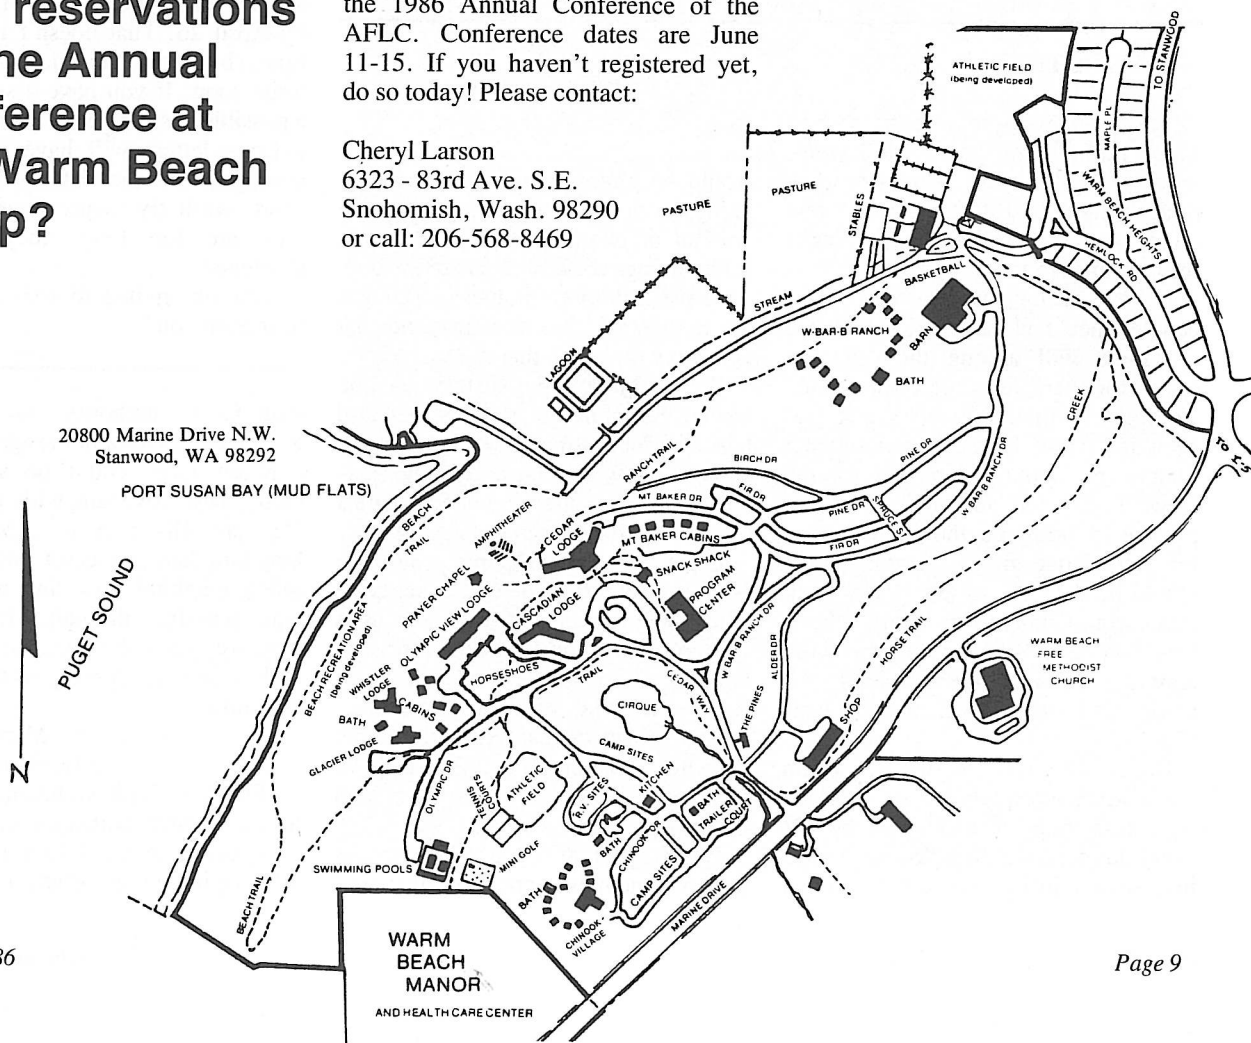 reservations
ne Annual
ference at
Warm Beach
p?
the 1986 Annual Conference of the
AFLC. Conference dates are June
11-15. If you haven't registered yet,
do so today! Please contact:
Cheryl Larson
6323 - 83rd Ave. S.E.
Snohomish, Wash. 98290
or call: 206-568-8469
20800 Marine Drive N.W.
Stanwood, WA 98292
PORT SUSAN BAY (MUD FLATS)
PUGET SOUND
N
TO STANWOOD
ATHLETIC FIELD
(being developed)
MAPLE PL
WARM BEACH HEIGHTS
HEMLOCK RD
PASTURE
PASTURE
STABLES
STREAM
BASKETBALL
W-BAR-B RANCH
BARN
BATH
LAGOON
CREEK
TO I-5
RANCH TRAIL
BIRCH DR
PINE DR
W BAR B RANCH DR
MT BAKER DR
FIR DR
PINE DR
SPRUCE ST
FIR DR
BEACH
TRAIL
AMPHITHEATER
CEDAR
LODGE
MT BAKER CABINS
SNACK SHACK
PROGRAM
CENTER
PRAYER CHAPEL
OLYMPIC VIEW LODGE
CASCADIAN
LODGE
BEACH RECREATION AREA
(being developed)
HORSESHOES
TRAIL
CEDAR WAY
W BAR B RANCH DR
ALDER DR
HORSE TRAIL
WARM BEACH
FREE
METHODIST
CHURCH
WHISTLER
LODGE
CABINS
BATH
GLACIER LODGE
CIRQUE
THE PINES
SHOP
CAMP SITES
OLYMPIC DR
TENNIS
COURTS
ATHLETIC
FIELD
R.V. SITES
KITCHEN
BATH
TRAILER
COURT
SWIMMING POOLS
MINI GOLF
BATH
CHINOOK DR
CAMP SITES
BATH
CHINOOK
VILLAGE
MARINE DRIVE
BEACH TRAIL
WARM
BEACH
MANOR
AND HEALTH CARE CENTER
86
Page 9